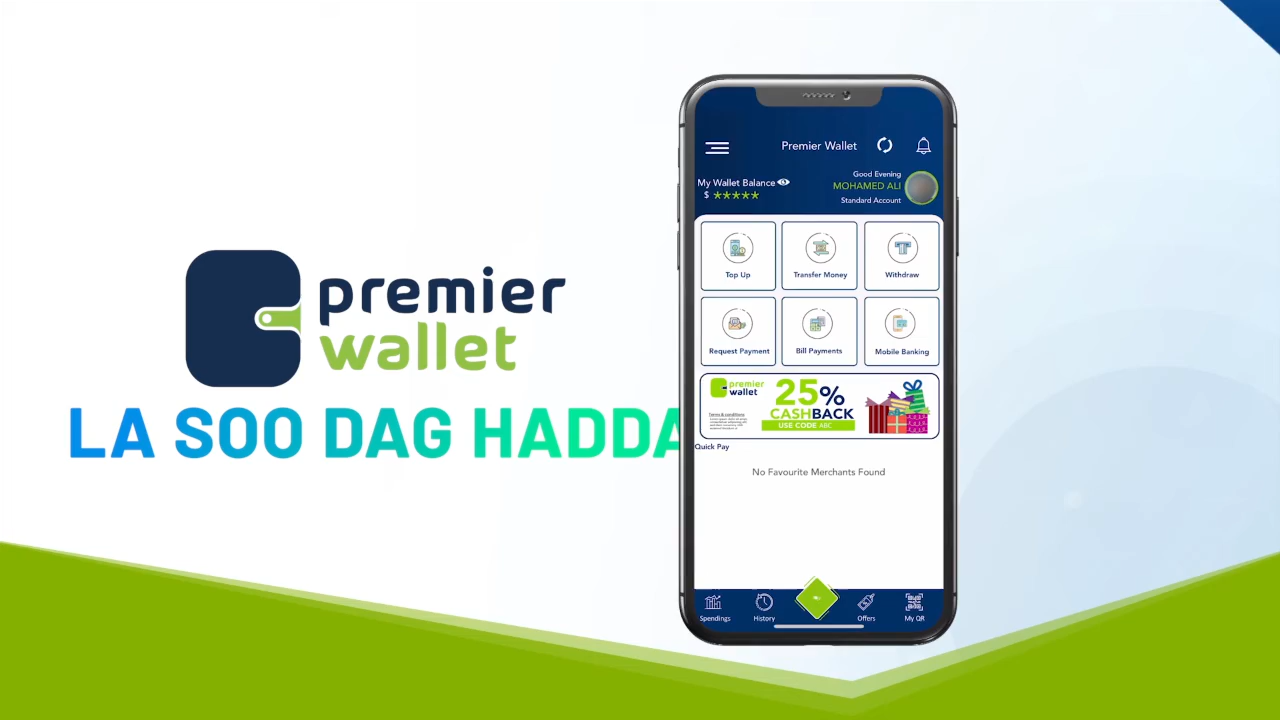 premier
wallet
LA SOO DAG HADDA
Premier Wallet
My Wallet Balance
$ *****
Good Evening
MOHAMED ALI
Standard Account
Top Up
Transfer Money
Withdraw
Request Payment
Bill Payments
Mobile Banking
premier
wallet
terms & conditions
25%
CASHBACK
USE CODE ABC
Quick Pay
No Favourite Merchants Found
Spendings
History
Offers
My QR